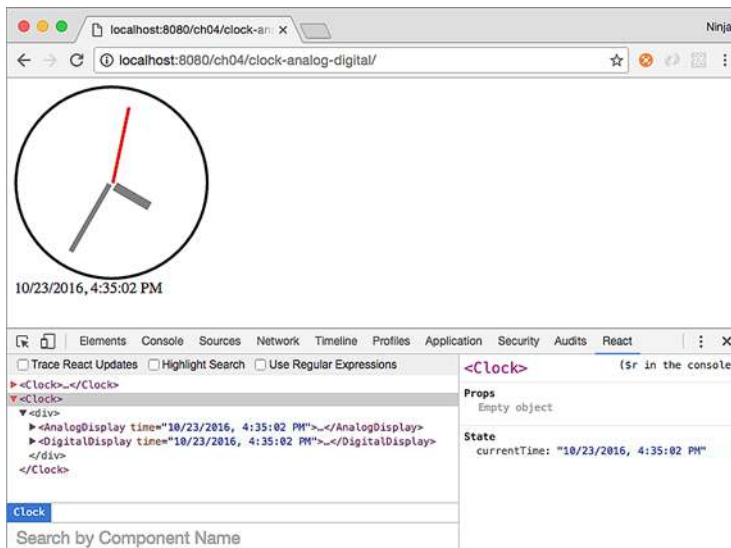 localhost:8080/ch04/clock-an
Ninja
localhost:8080/ch04/clock-analog-digital/
10/23/2016, 4:35:02 PM
Elements Console Sources Network Timeline Profiles Application Security Audits React
Trace React Updates Highlight Search Use Regular Expressions
<Clock>…</Clock>
<Clock>
<div>
<AnalogDisplay time="10/23/2016, 4:35:02 PM">…</AnalogDisplay>
<DigitalDisplay time="10/23/2016, 4:35:02 PM">…</DigitalDisplay>
</div>
</Clock>
Clock
Search by Component Name
<Clock> ($r in the console
Props
Empty object
State
currentTime: "10/23/2016, 4:35:02 PM"